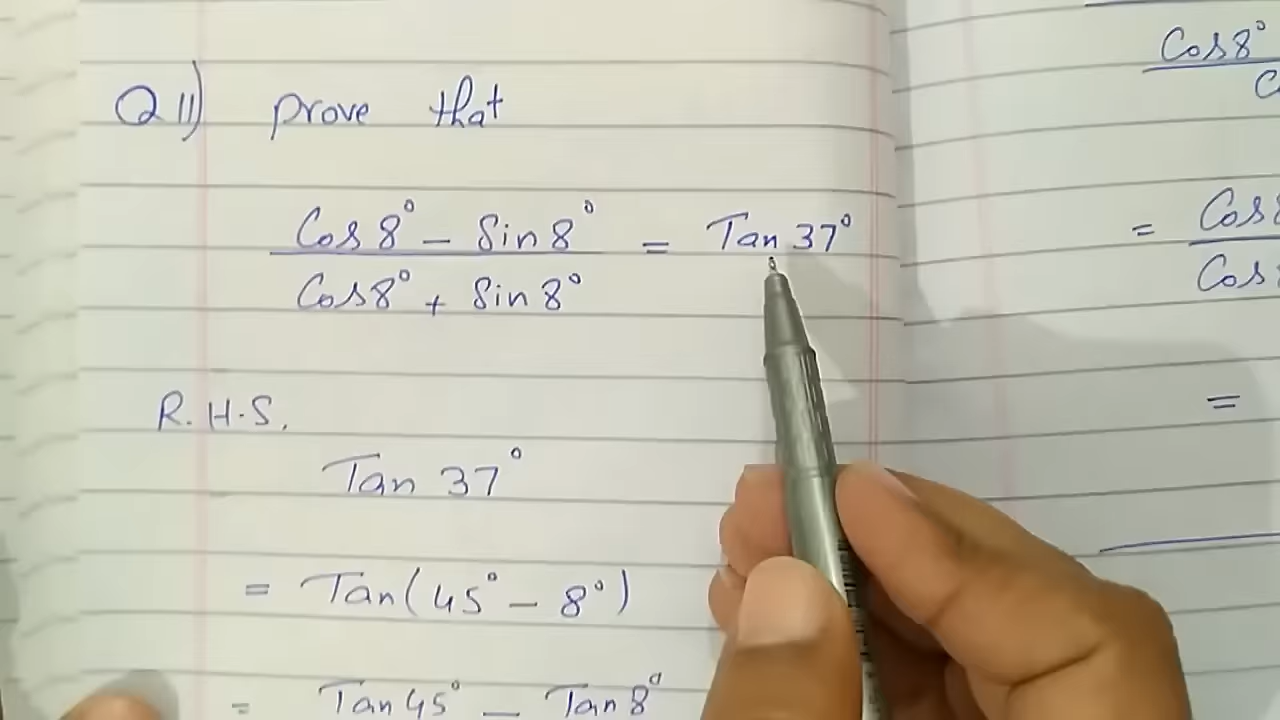 Q 11) prove that
Cos 8° - Sin 8° = Tan 37°
Cos 8° + Sin 8°
R.H.S.
Tan 37°
= Tan(45° - 8°)
= Tan 45° - Tan 8°
Cos 8°
=
=